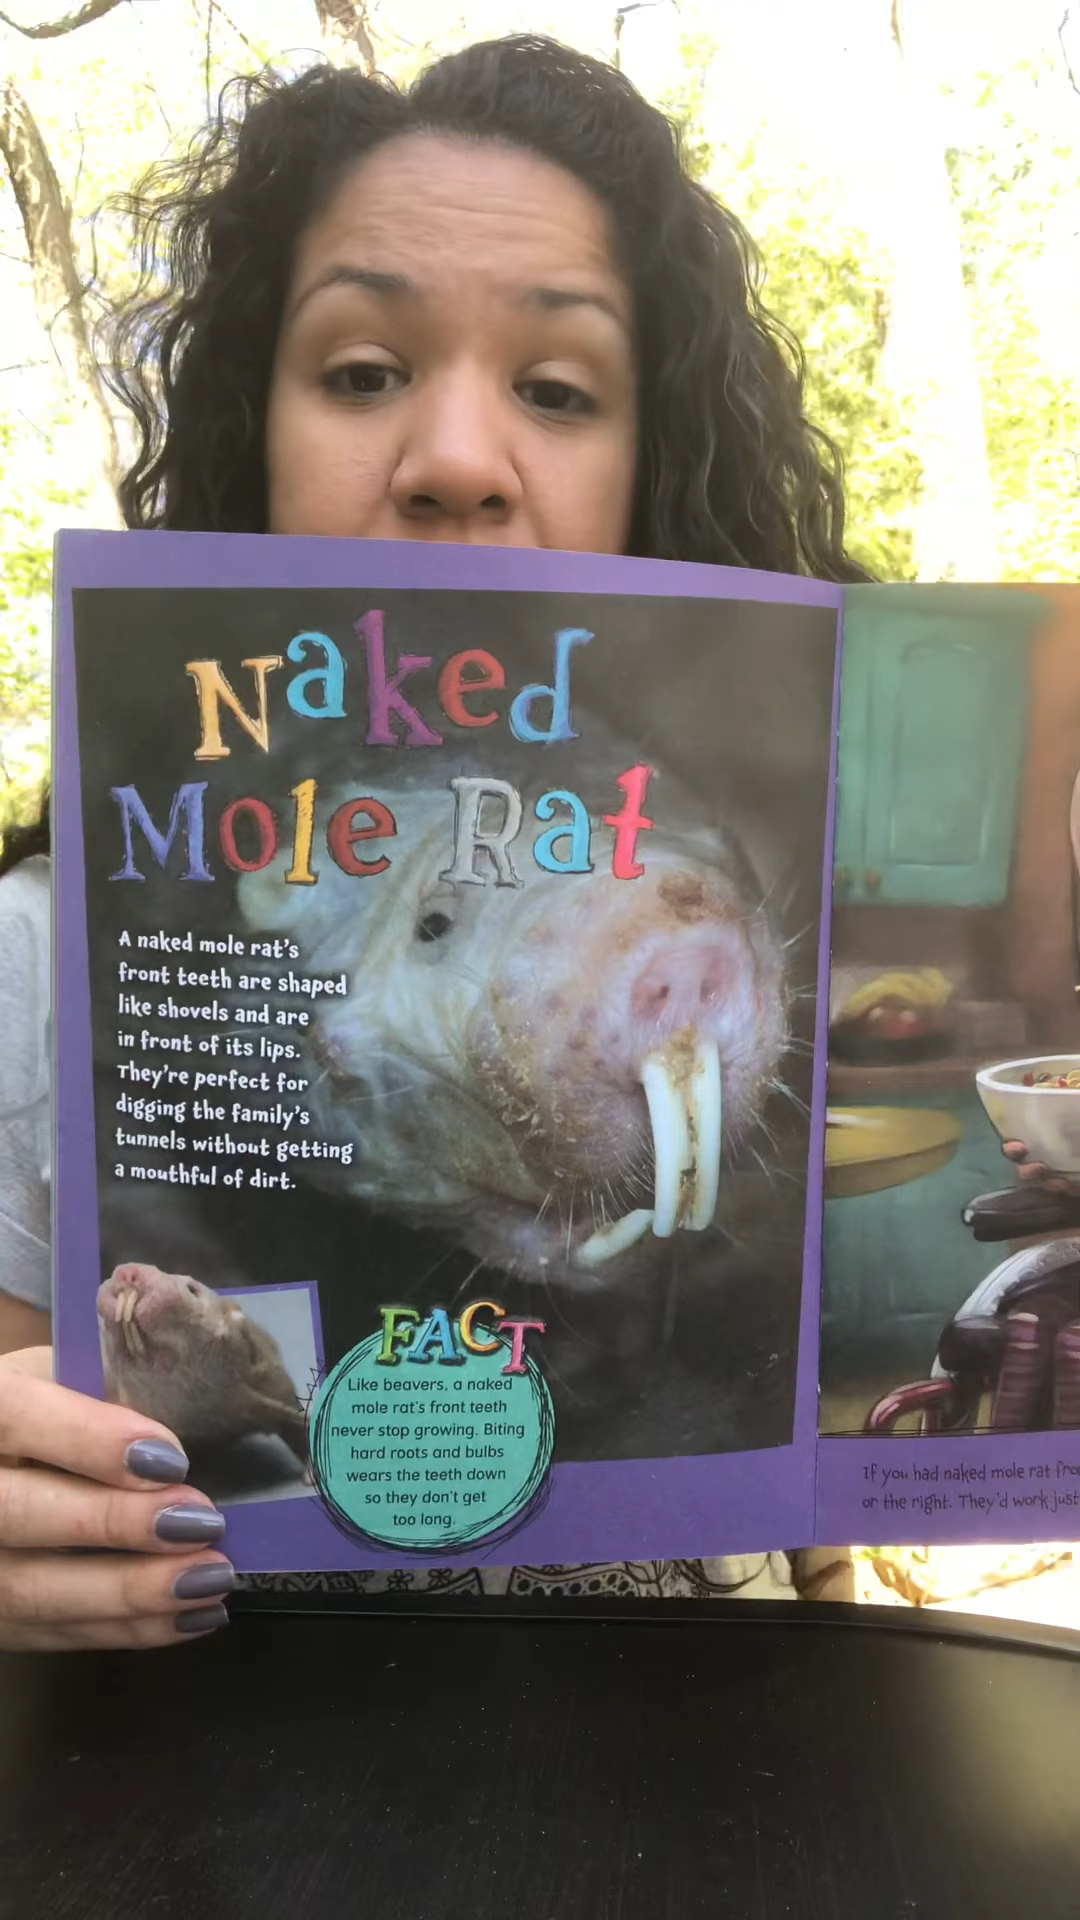 Naked
Mole Rat
A naked mole rat's
front teeth are shaped
like shovels and are
in front of its lips.
They're perfect for
digging the family's
tunnels without getting
a mouthful of dirt.
FACT
Like beavers, a naked
mole rat's front teeth
never stop growing. Biting
hard roots and bulbs
wears the teeth down
so they don't get
too long.
If you had naked mole rat
or the right. They'd work just